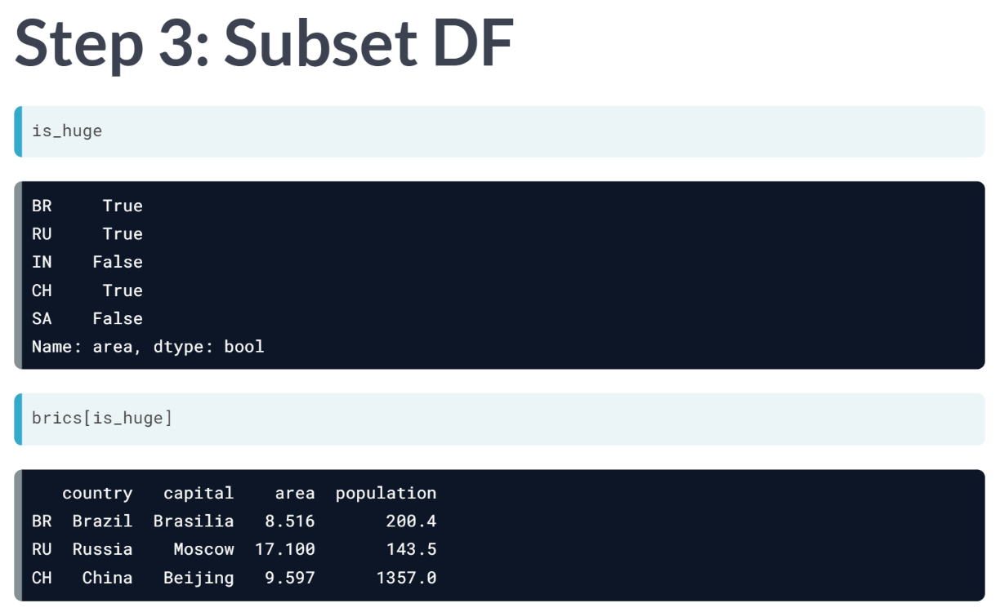 Step 3: Subset DF
is_huge
BR     True
RU     True
IN    False
CH     True
SA    False
Name: area, dtype: bool
brics[is_huge]
   country   capital    area  population
BR  Brazil  Brasilia   8.516       200.4
RU  Russia    Moscow  17.100       143.5
CH   China   Beijing   9.597      1357.0